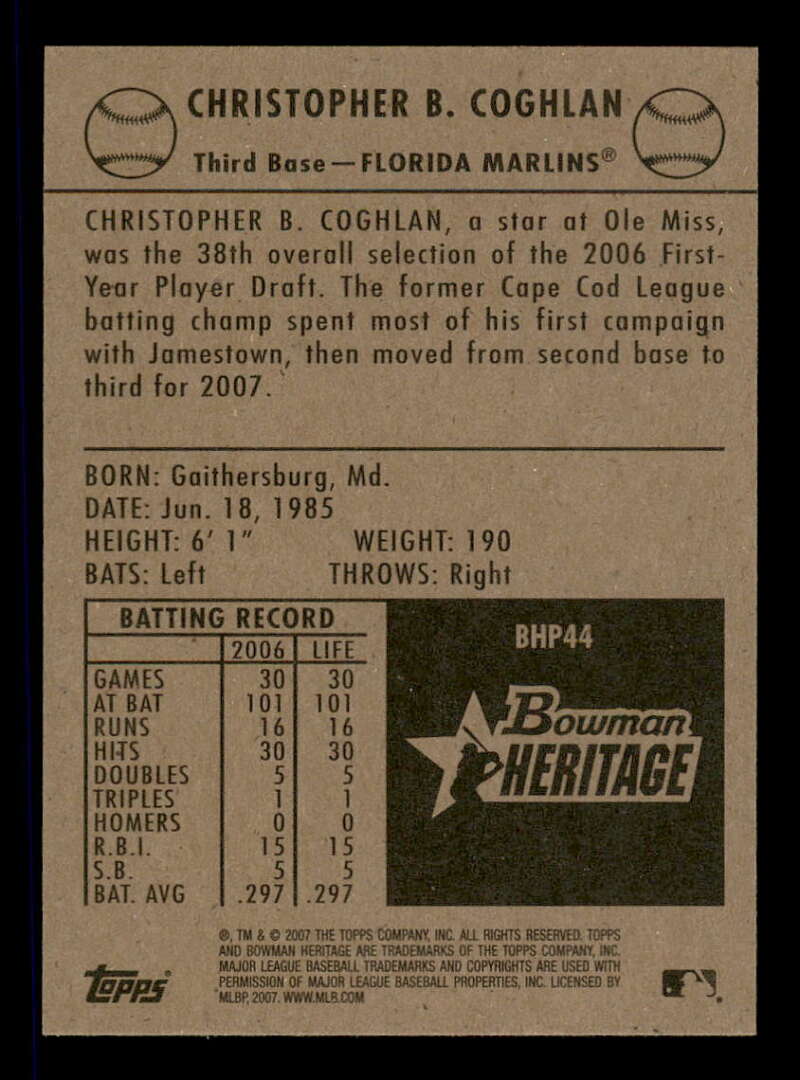 CHRISTOPHER B. COGHLAN
Third Base—FLORIDA MARLINS®
CHRISTOPHER B. COGHLAN, a star at Ole Miss,
was the 38th overall selection of the 2006 First-
Year Player Draft. The former Cape Cod League
batting champ spent most of his first campaign
with Jamestown, then moved from second base to
third for 2007.
BORN: Gaithersburg, Md.
DATE: Jun. 18, 1985
HEIGHT: 6' 1" WEIGHT: 190
BATS: Left THROWS: Right
BATTING RECORD
2006 LIFE
GAMES 30 30
AT BAT 101 101
RUNS 16 16
HITS 30 30
DOUBLES 5 5
TRIPLES 1 1
HOMERS 0 0
R.B.I. 15 15
S.B. 5 5
BAT. AVG .297 .297
BHP44
Bowman
HERITAGE
®, TM & © 2007 THE TOPPS COMPANY, INC. ALL RIGHTS RESERVED. TOPPS
AND BOWMAN HERITAGE ARE TRADEMARKS OF THE TOPPS COMPANY, INC.
MAJOR LEAGUE BASEBALL TRADEMARKS AND COPYRIGHTS ARE USED WITH
PERMISSION OF MAJOR LEAGUE BASEBALL PROPERTIES, INC. LICENSED BY
MLBP, 2007. WWW.MLB.COM
Topps®